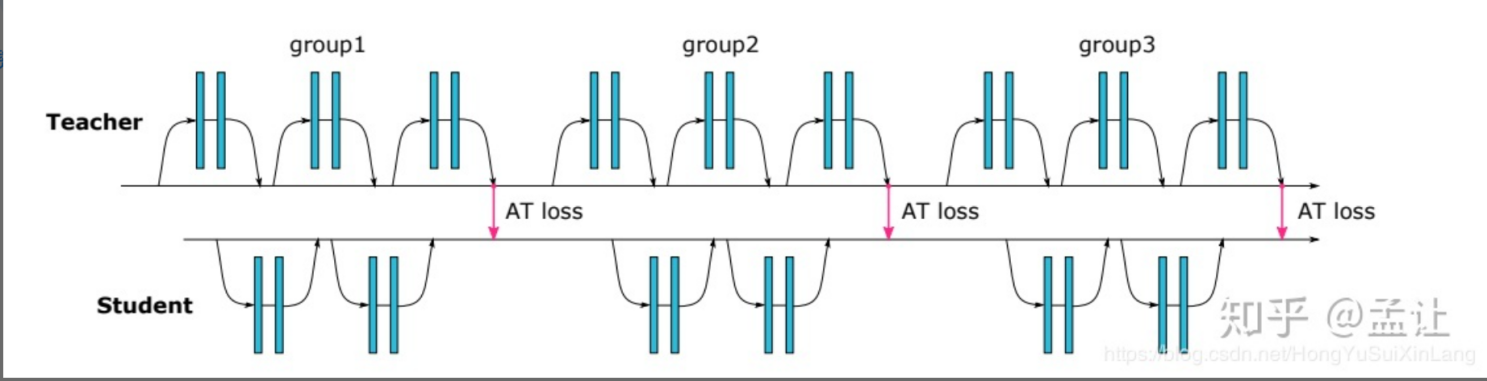 group1
group2
group3
Teacher
AT loss
AT loss
AT loss
Student
知乎 @孟让
https://blog.csdn.net/HongYuSuiXinLang